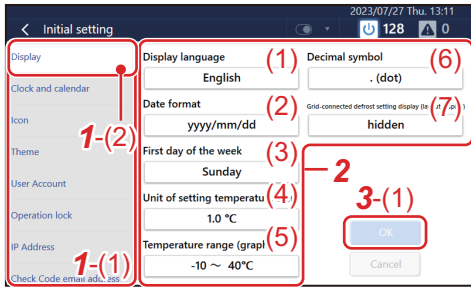 2023/07/27 Thu. 13:11
Initial setting
128
0
Display
Clock and calendar
Icon
Theme
User Account
Operation lock
IP Address
Check Code email address
1-(2)
1-(1)
Display language
(1)
English
Date format
(2)
yyyy/mm/dd
First day of the week
(3)
Sunday
Unit of setting temperatu
(4)
1.0 °C
Temperature range (graph
(5)
-10 ~ 40°C
2
Decimal symbol
(6)
. (dot)
Grid-connected defrost setting display
(7)
hidden
3-(1)
OK
Cancel